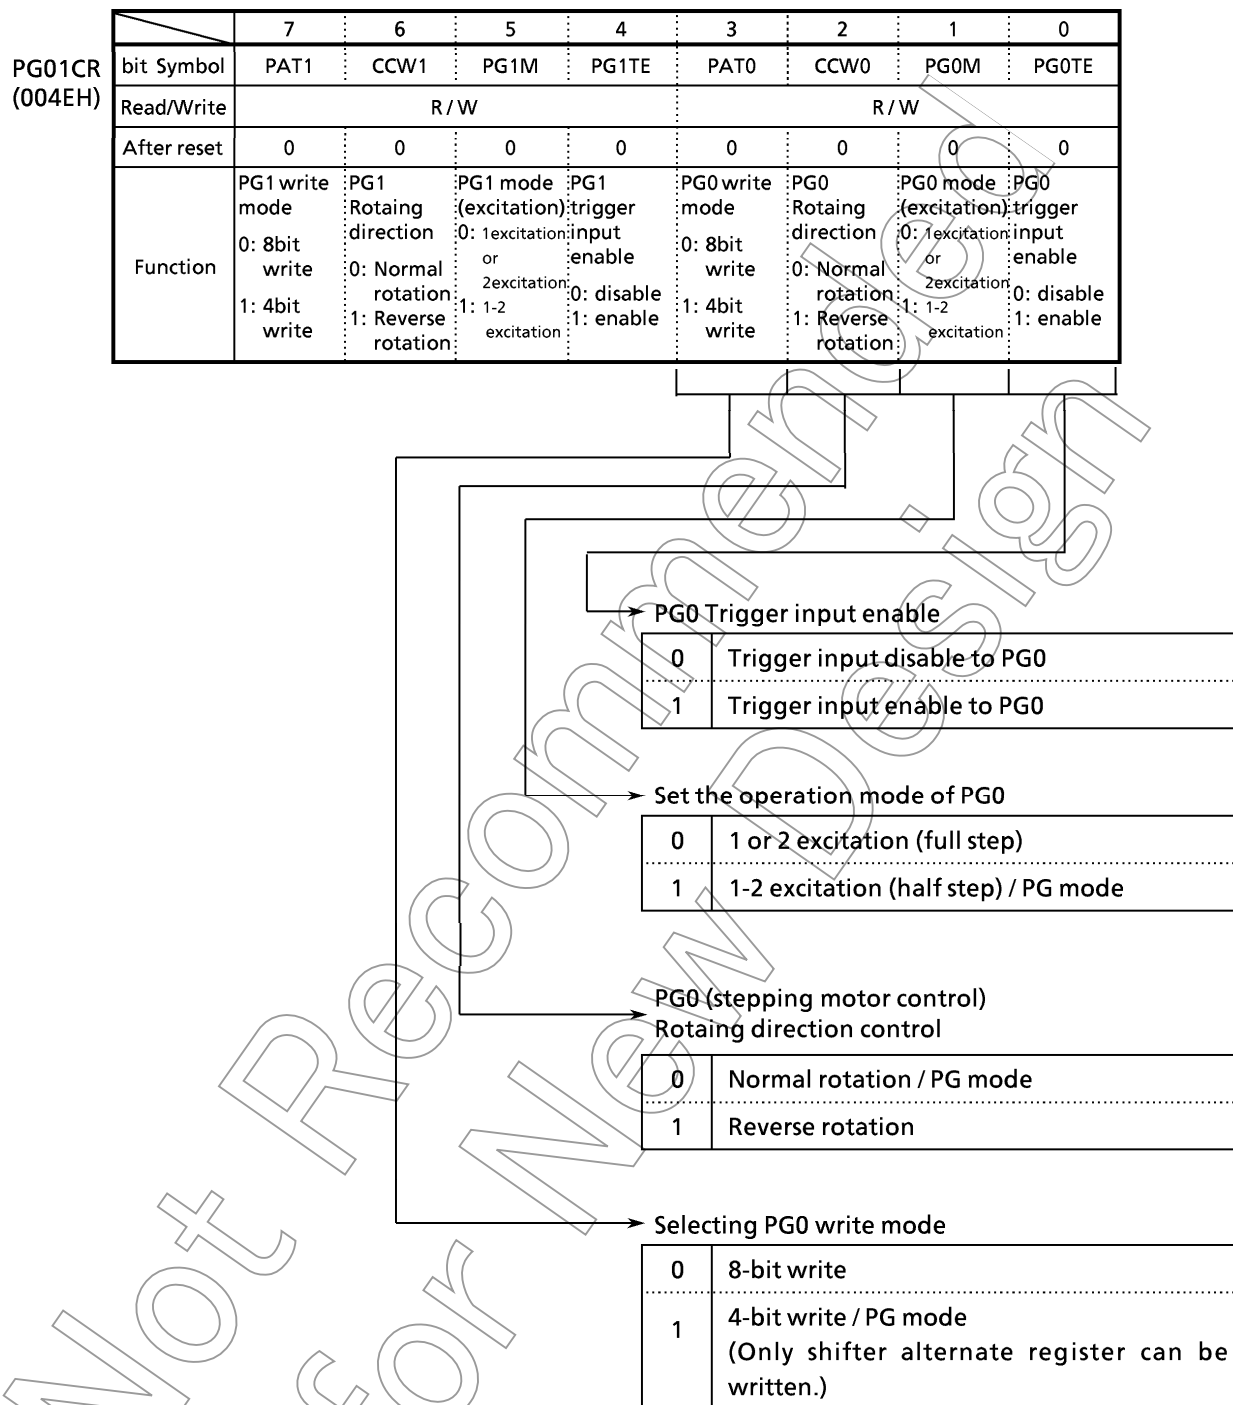 7 6 5 4 3 2 1 0
PG01CR
(004EH)
bit Symbol PAT1 CCW1 PG1M PG1TE PAT0 CCW0 PG0M PG0TE
Read/Write R / W R / W
After reset 0 0 0 0 0 0 0 0
Function
PG1 write
mode
0: 8bit
write
1: 4bit
write
PG1
Rotaing
direction
0: Normal
rotation
1: Reverse
rotation
PG1 mode
(excitation)
0: 1excitation
or
2excitation
1: 1-2
excitation
PG1
trigger
input
enable
0: disable
1: enable
PG0 write
mode
0: 8bit
write
1: 4bit
write
PG0
Rotaing
direction
0: Normal
rotation
1: Reverse
rotation
PG0 mode
(excitation)
0: 1excitation
or
2excitation
1: 1-2
excitation
PG0
trigger
input
enable
0: disable
1: enable
PG0 Trigger input enable
0 Trigger input disable to PG0
1 Trigger input enable to PG0
Set the operation mode of PG0
0 1 or 2 excitation (full step)
1 1-2 excitation (half step) / PG mode
PG0 (stepping motor control)
Rotaing direction control
0 Normal rotation / PG mode
1 Reverse rotation
Selecting PG0 write mode
0 8-bit write
1 4-bit write / PG mode
(Only shifter alternate register can be
written.)
Not Recommended
for New Design